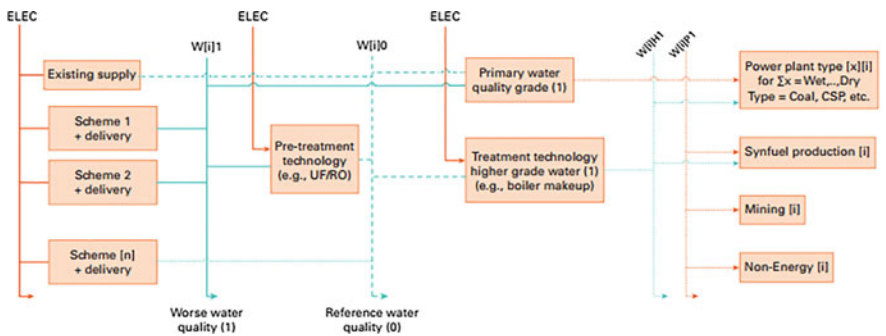 ELEC
ELEC
ELEC
W[i]1
W[i]0
W[i]H1
W[i]P1
Existing supply
Primary water
quality grade (1)
Power plant type [x][i]
for ∑x = Wet,..,Dry
Type = Coal, CSP, etc.
Scheme 1
+ delivery
Pre-treatment
technology
(e.g., UF/RO)
Treatment technology
higher grade water (1)
(e.g., boiler makeup)
Synfuel production [i]
Scheme 2
+ delivery
Mining [i]
Scheme [n]
+ delivery
Non-Energy [i]
Worse water
quality (1)
Reference water
quality (0)